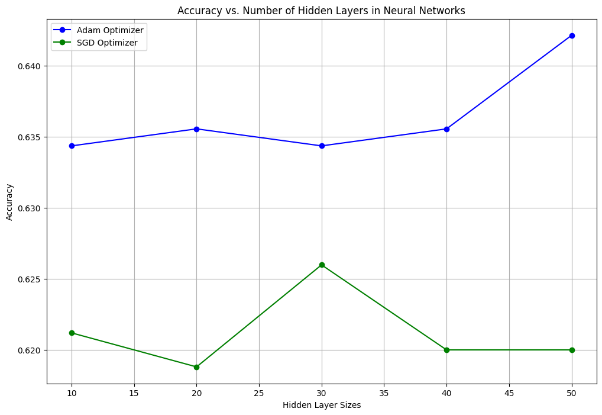 Accuracy vs. Number of Hidden Layers in Neural Networks
Adam Optimizer
SGD Optimizer
Accuracy
0.640
0.635
0.630
0.625
0.620
10 15 20 25 30 35 40 45 50
Hidden Layer Sizes